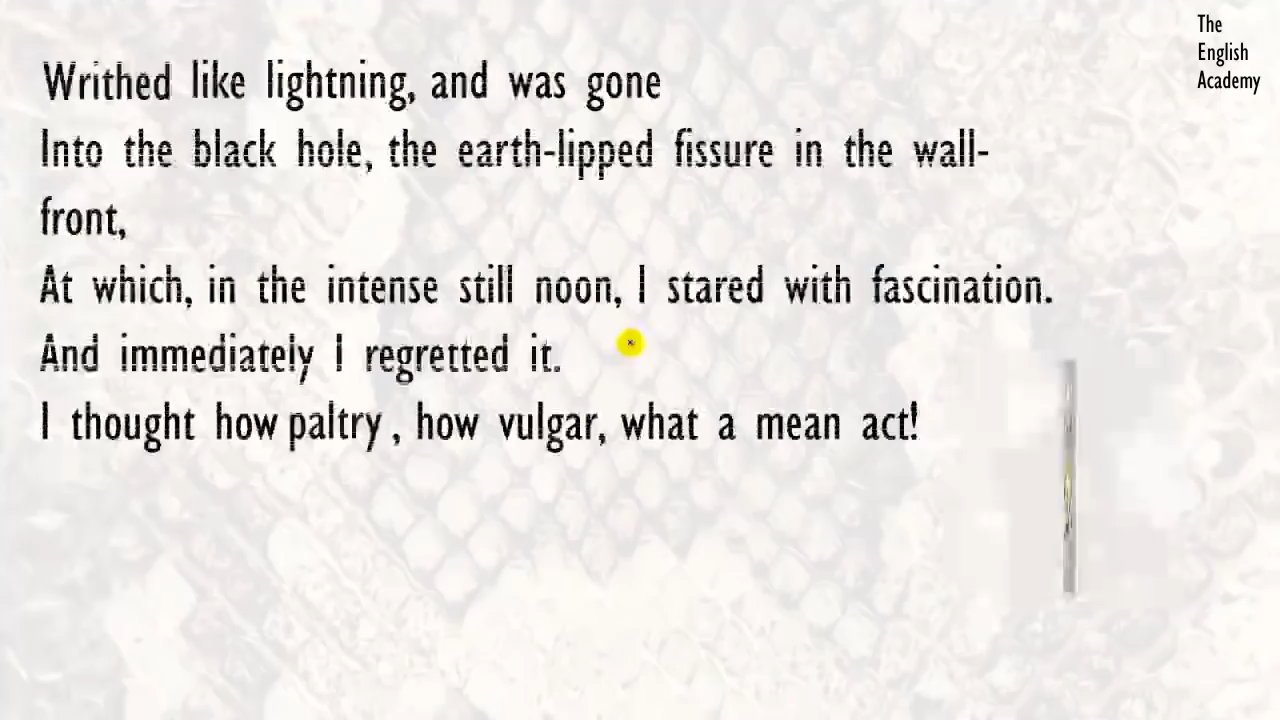 Writhed like lightning, and was gone
Into the black hole, the earth-lipped fissure in the wall-
front,
At which, in the intense still noon, I stared with fascination.
And immediately I regretted it.
I thought how paltry , how vulgar, what a mean act!
The
English
Academy